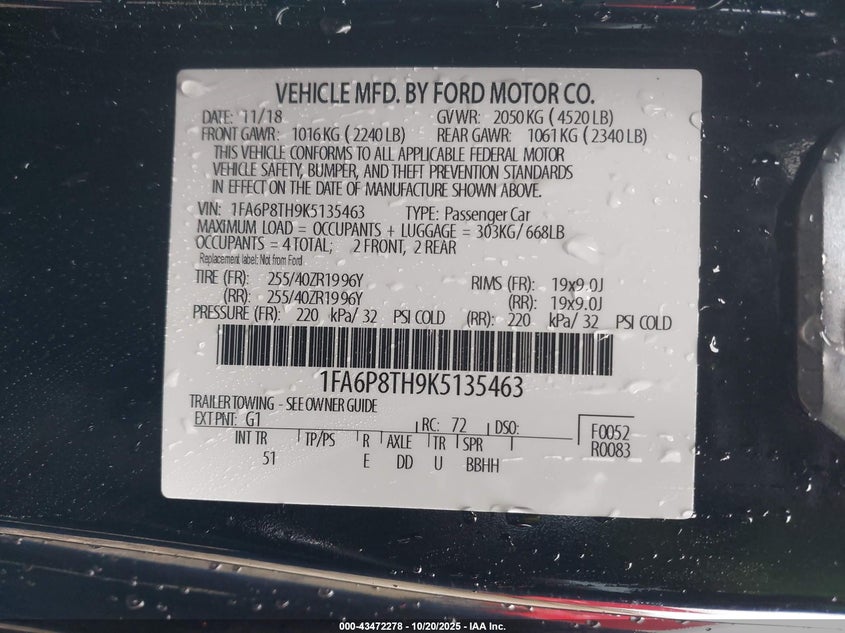 VEHICLE MFD. BY FORD MOTOR CO.
DATE: 11/18 GVWR: 2050 KG (4520 LB)
FRONT GAWR: 1016 KG (2240 LB) REAR GAWR: 1061 KG (2340 LB)
THIS VEHICLE CONFORMS TO ALL APPLICABLE FEDERAL MOTOR
VEHICLE SAFETY, BUMPER, AND THEFT PREVENTION STANDARDS
IN EFFECT ON THE DATE OF MANUFACTURE SHOWN ABOVE.
VIN: 1FA6P8TH9K5135463 TYPE: Passenger Car
MAXIMUM LOAD = OCCUPANTS + LUGGAGE = 303KG/ 668LB
OCCUPANTS = 4 TOTAL; 2 FRONT, 2 REAR
Replacement label: Not from Ford
TIRE (FR): 255/40ZR19 96Y RIMS (FR): 19x9.0J
(RR): 255/40ZR19 96Y (RR): 19x9.0J
PRESSURE (FR): 220 kPa/ 32 PSI COLD (RR): 220 kPa/ 32 PSI COLD
1FA6P8TH9K5135463
TRAILER TOWING - SEE OWNER GUIDE
EXT PNT: G1 RC: 72 DSO: F0052
INT TR TP/PS R AXLE TR SPR R0083
51 E DD U BBHH
000-43472278 - 10/20/2025 - IAA Inc.